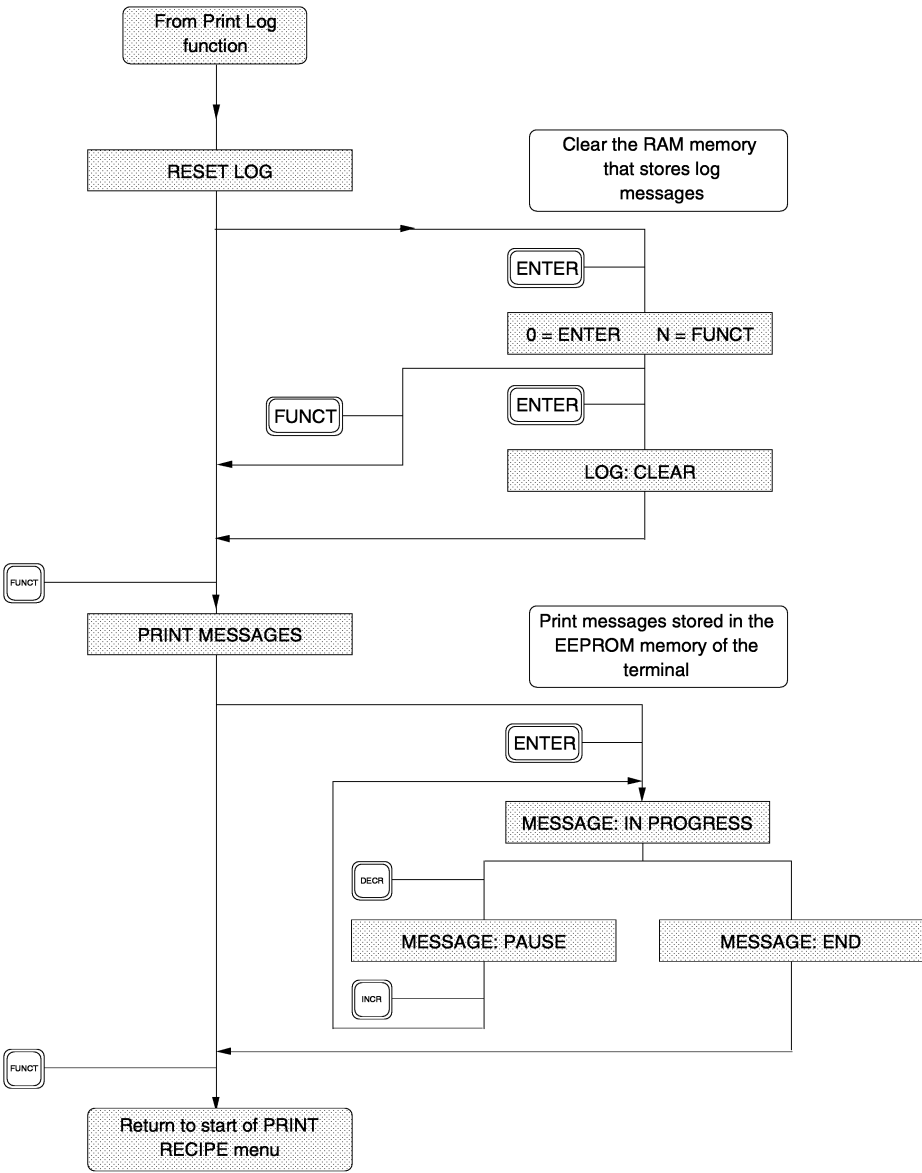 From Print Log
function
RESET LOG
Clear the RAM memory
that stores log
messages
ENTER
0 = ENTER N = FUNCT
FUNCT
ENTER
LOG: CLEAR
FUNCT
PRINT MESSAGES
Print messages stored in the
EEPROM memory of the
terminal
ENTER
MESSAGE: IN PROGRESS
DECR
MESSAGE: PAUSE
MESSAGE: END
INCR
FUNCT
Return to start of PRINT
RECIPE menu